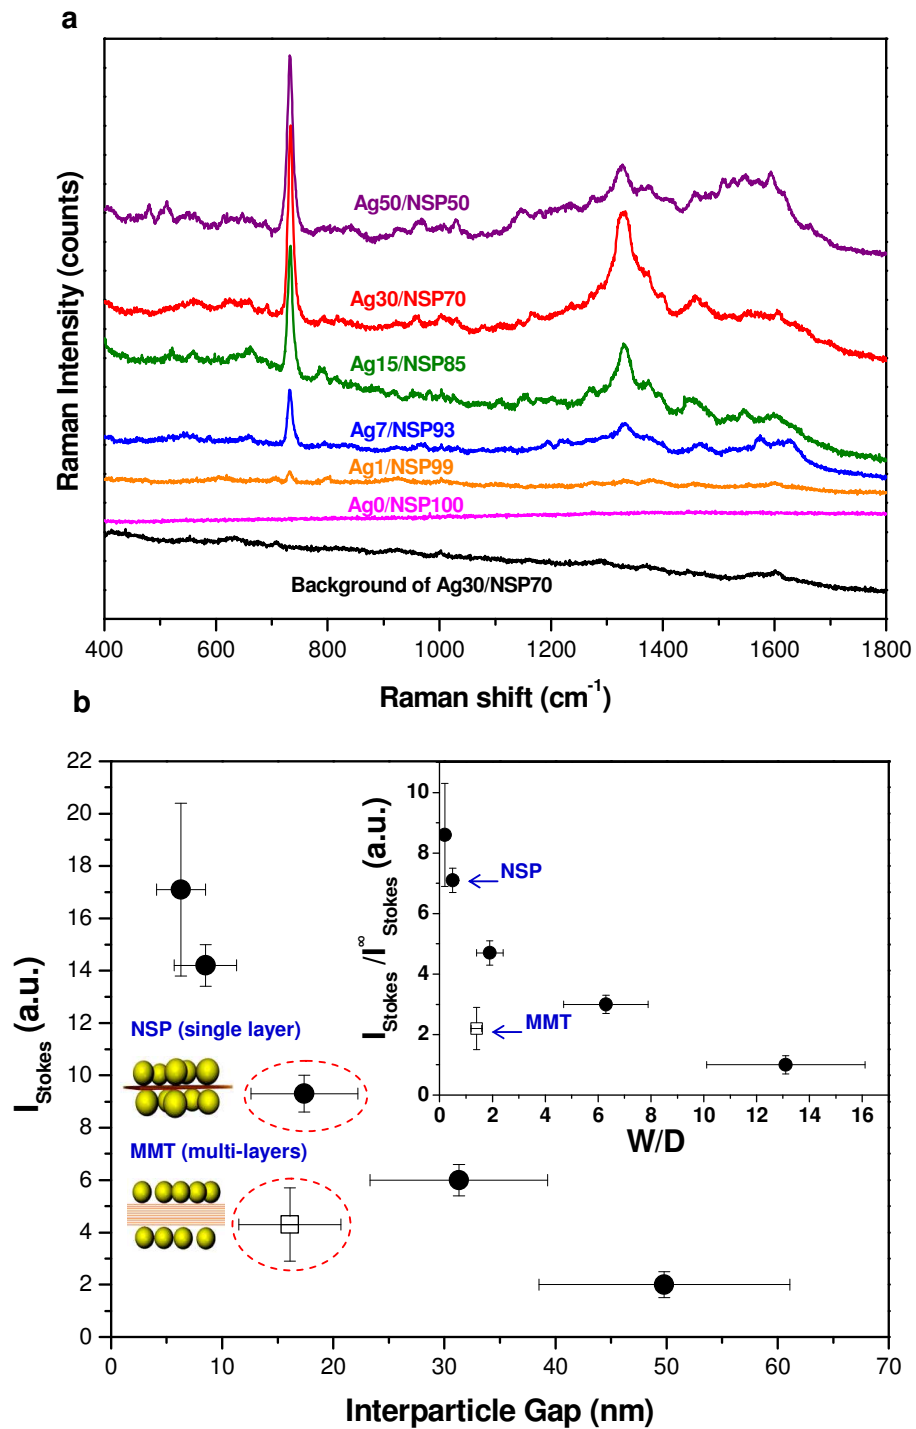 a
Raman Intensity (counts)
Ag50/NSP50
Ag30/NSP70
Ag15/NSP85
Ag7/NSP93
Ag1/NSP99
Ag0/NSP100
Background of Ag30/NSP70
400 600 800 1000 1200 1400 1600 1800
Raman shift (cm⁻¹)
b
I_Stokes (a.u.)
22
20
18
16
14
12
10
8
6
4
2
0
NSP (single layer)
MMT (multi-layers)
0 10 20 30 40 50 60 70
Interparticle Gap (nm)
I_Stokes/I^∞_Stokes (a.u.)
10
8
6
4
2
0
NSP
MMT
0 2 4 6 8 10 12 14 16
W/D